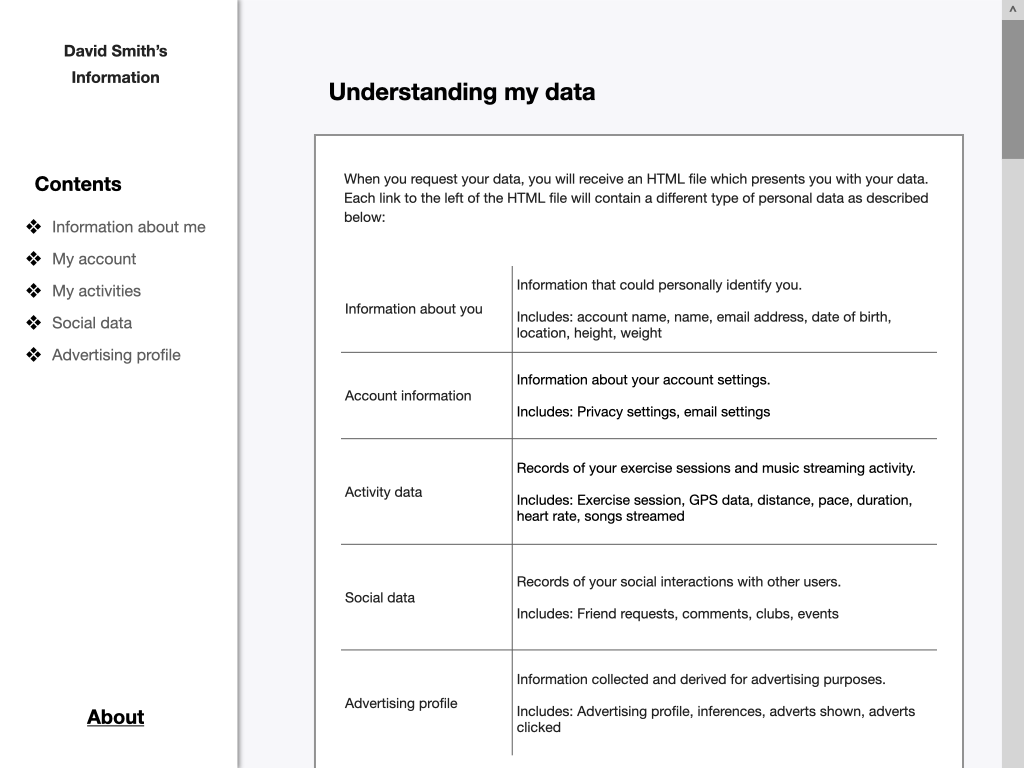 David Smith’s
Information
Contents
Information about me
My account
My activities
Social data
Advertising profile
About
Understanding my data
When you request your data, you will receive an HTML file which presents you with your data.
Each link to the left of the HTML file will contain a different type of personal data as described
below:
Information about you
Information that could personally identify you.
Includes: account name, name, email address, date of birth,
location, height, weight
Account information
Information about your account settings.
Includes: Privacy settings, email settings
Activity data
Records of your exercise sessions and music streaming activity.
Includes: Exercise session, GPS data, distance, pace, duration,
heart rate, songs streamed
Social data
Records of your social interactions with other users.
Includes: Friend requests, comments, clubs, events
Advertising profile
Information collected and derived for advertising purposes.
Includes: Advertising profile, inferences, adverts shown, adverts
clicked